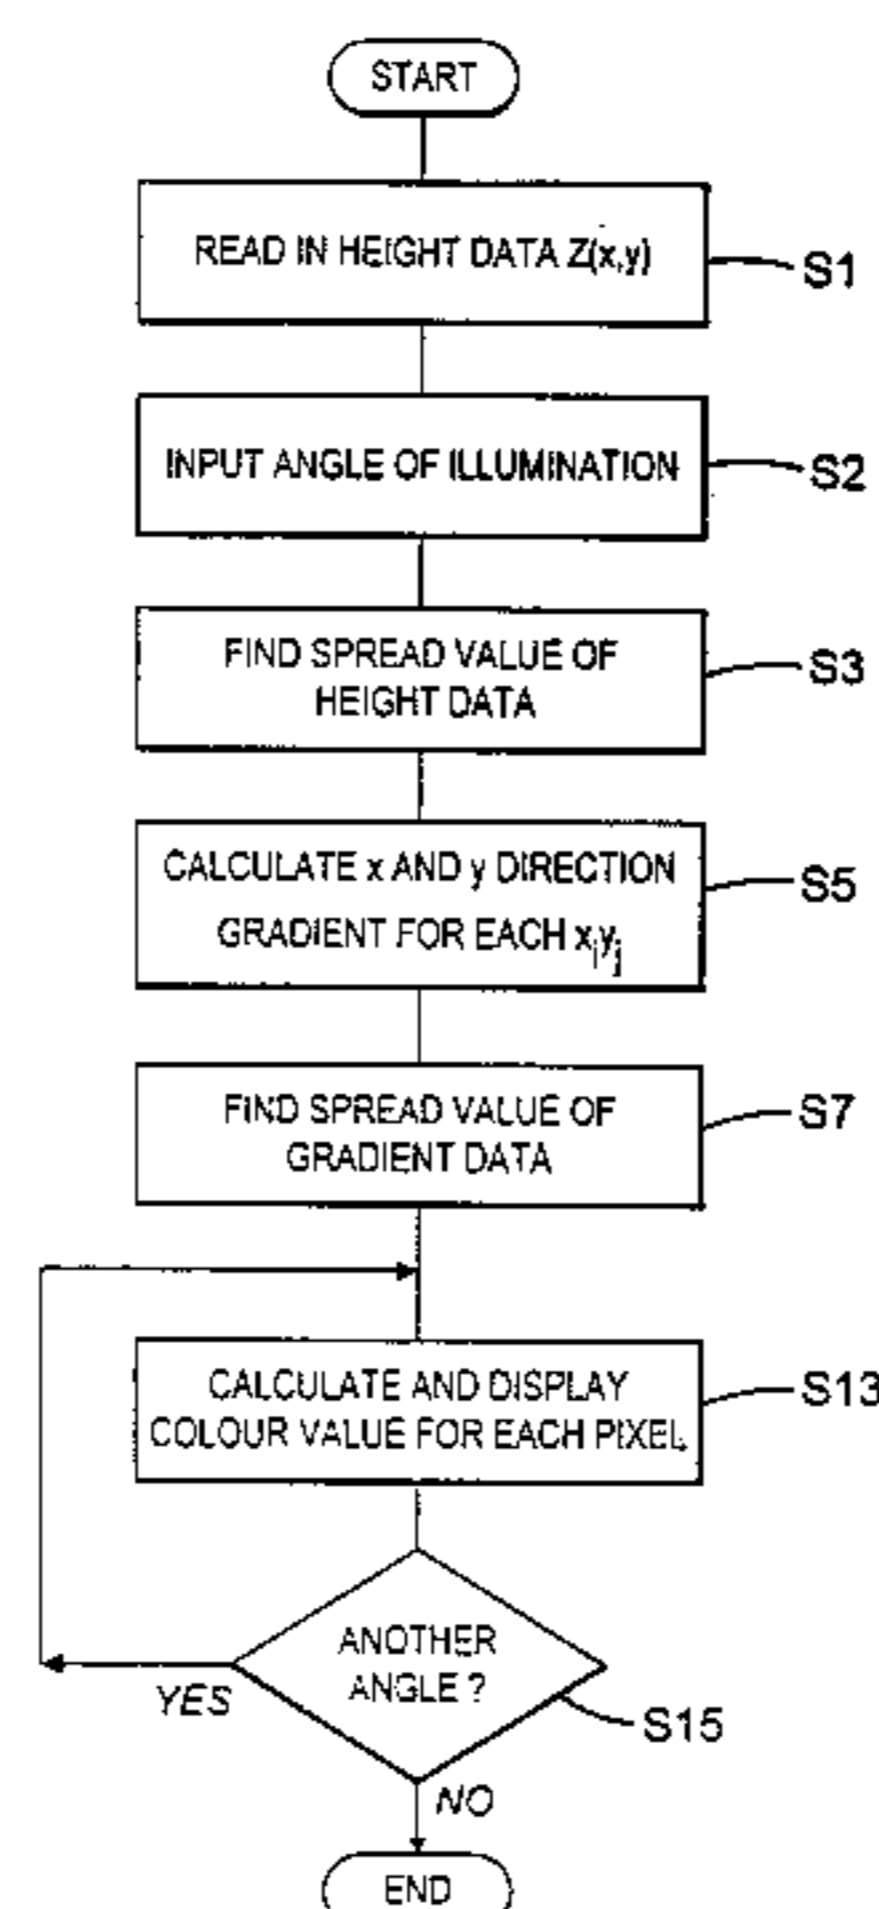 START
READ IN HEIGHT DATA Z(x,y)
S1
INPUT ANGLE OF ILLUMINATION
S2
FIND SPREAD VALUE OF
HEIGHT DATA
S3
CALCULATE x AND y DIRECTION
GRADIENT FOR EACH xiyj
S5
FIND SPREAD VALUE OF
GRADIENT DATA
S7
CALCULATE AND DISPLAY
COLOUR VALUE FOR EACH PIXEL
S13
ANOTHER
ANGLE ?
YES
S15
NO
END